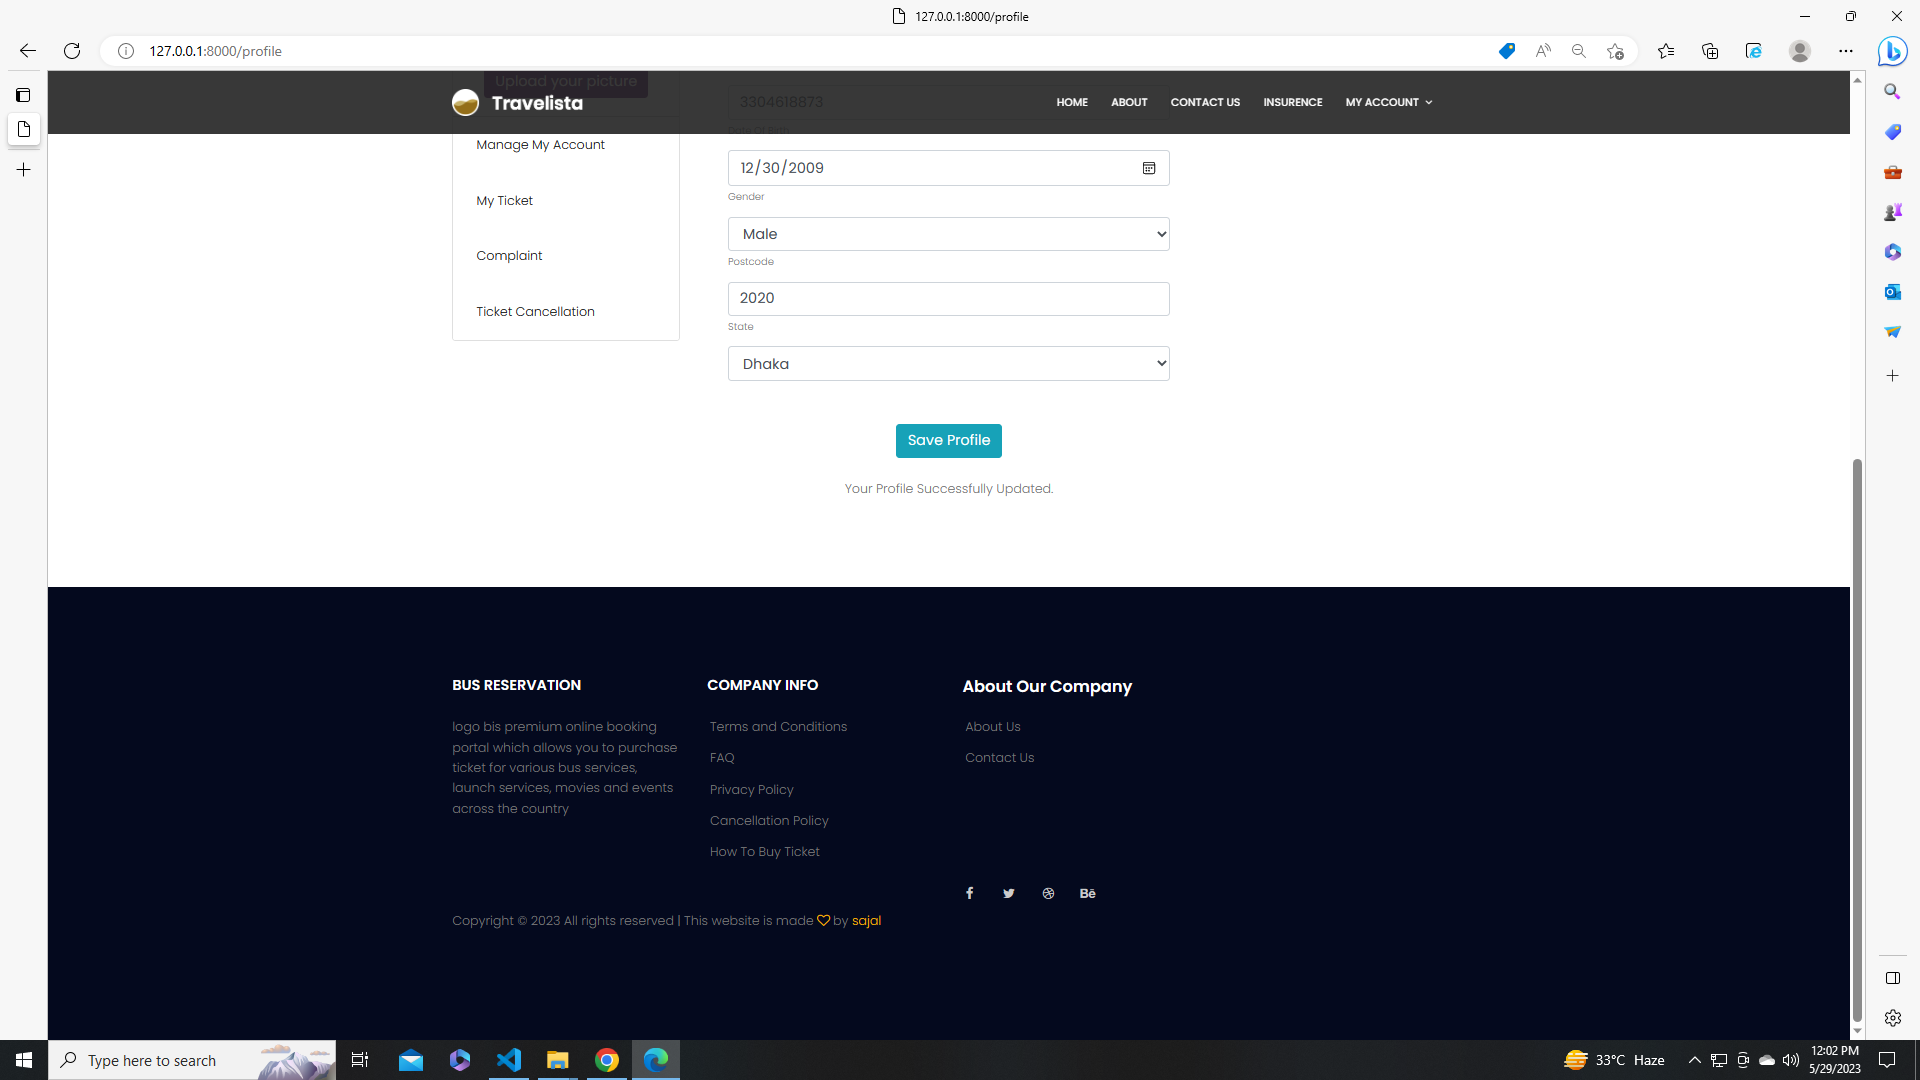 127.0.0.1:8000/profile
127.0.0.1:8000/profile
Upload your picture
3304618873
Travelista
HOME
ABOUT
CONTACT US
INSURENCE
MY ACCOUNT
Manage My Account
My Ticket
Complaint
Ticket Cancellation
12/30/2009
Gender
Male
Postcode
2020
State
Dhaka
Save Profile
Your Profile Successfully Updated.
BUS RESERVATION
logo bis premium online booking
portal which allows you to purchase
ticket for various bus services,
launch services, movies and events
across the country
COMPANY INFO
Terms and Conditions
FAQ
Privacy Policy
Cancellation Policy
How To Buy Ticket
About Our Company
About Us
Contact Us
Bē
Copyright © 2023 All rights reserved | This website is made ♡ by sajal
Type here to search
33°C Haze
12:02 PM
5/29/2023